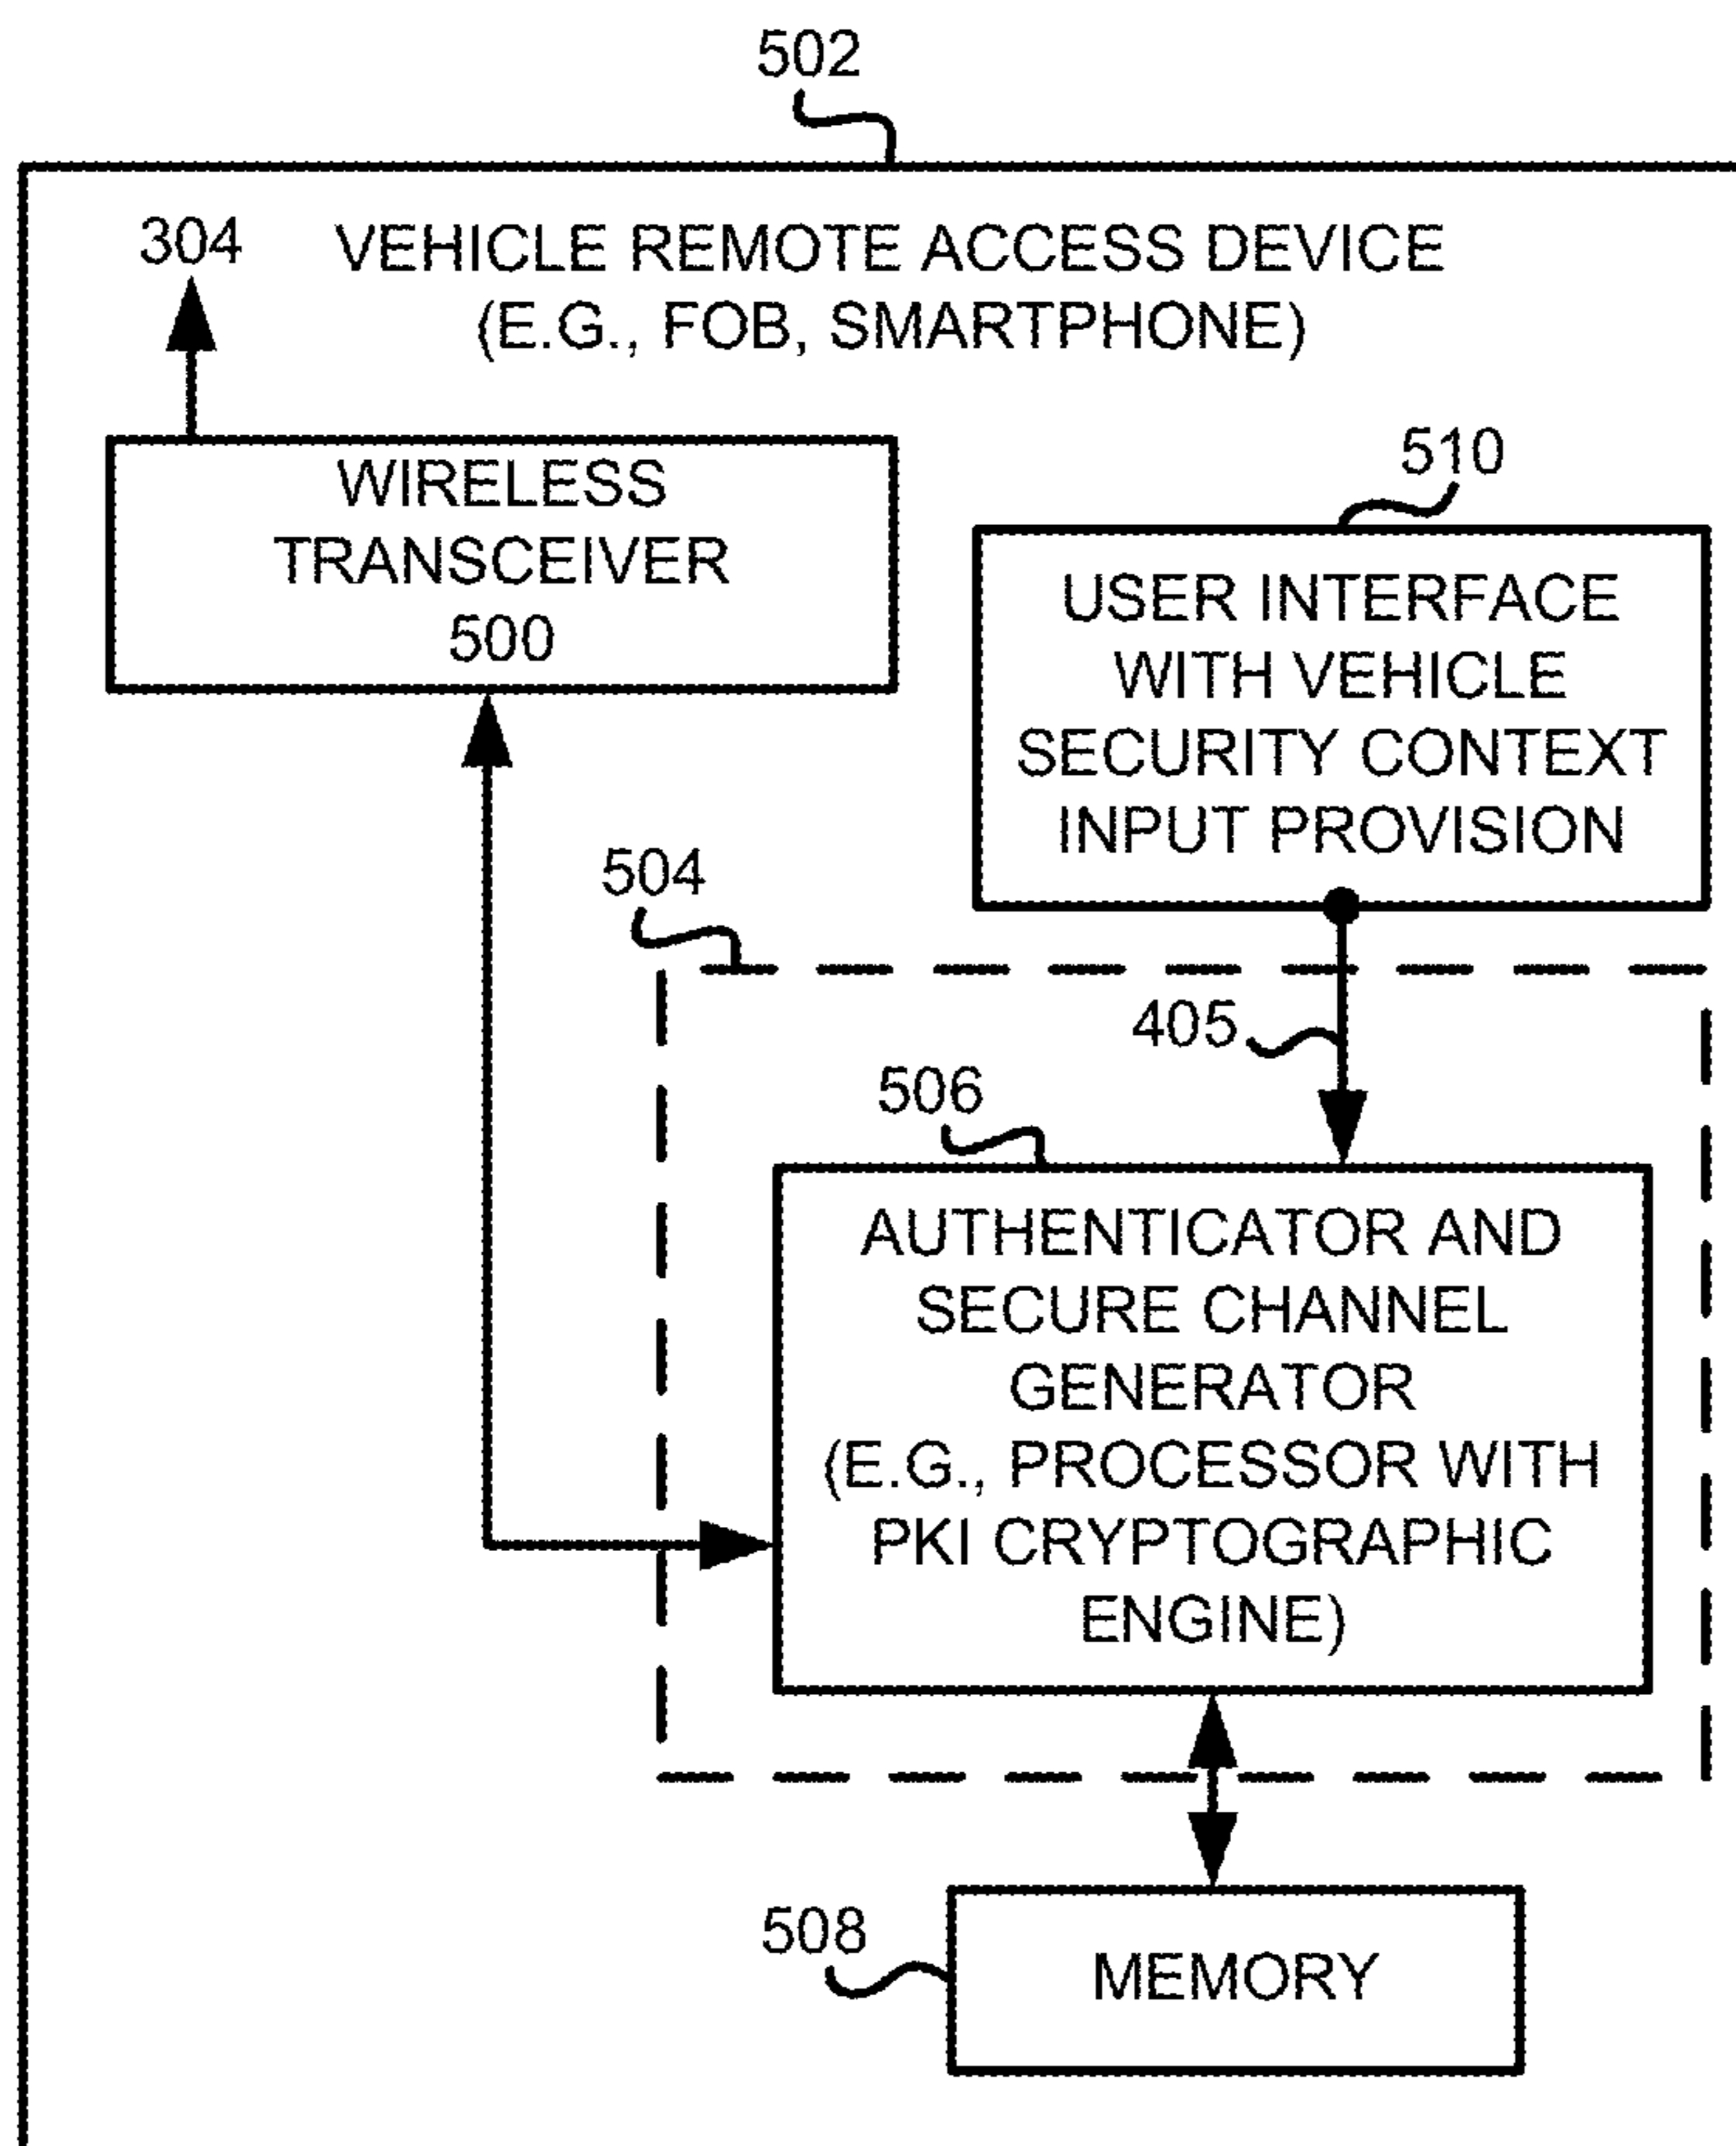 502
304
VEHICLE REMOTE ACCESS DEVICE
(E.G., FOB, SMARTPHONE)
WIRELESS
TRANSCEIVER
500
510
USER INTERFACE
WITH VEHICLE
SECURITY CONTEXT
INPUT PROVISION
504
405
506
AUTHENTICATOR AND
SECURE CHANNEL
GENERATOR
(E.G., PROCESSOR WITH
PKI CRYPTOGRAPHIC
ENGINE)
508
MEMORY